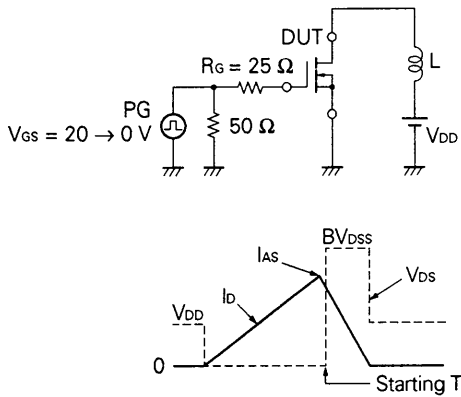 DUT
RG = 25 Ω
L
PG
VGS = 20 → 0 V
50 Ω
VDD
BVDSS
IAS
VDS
ID
VDD
0
Starting T